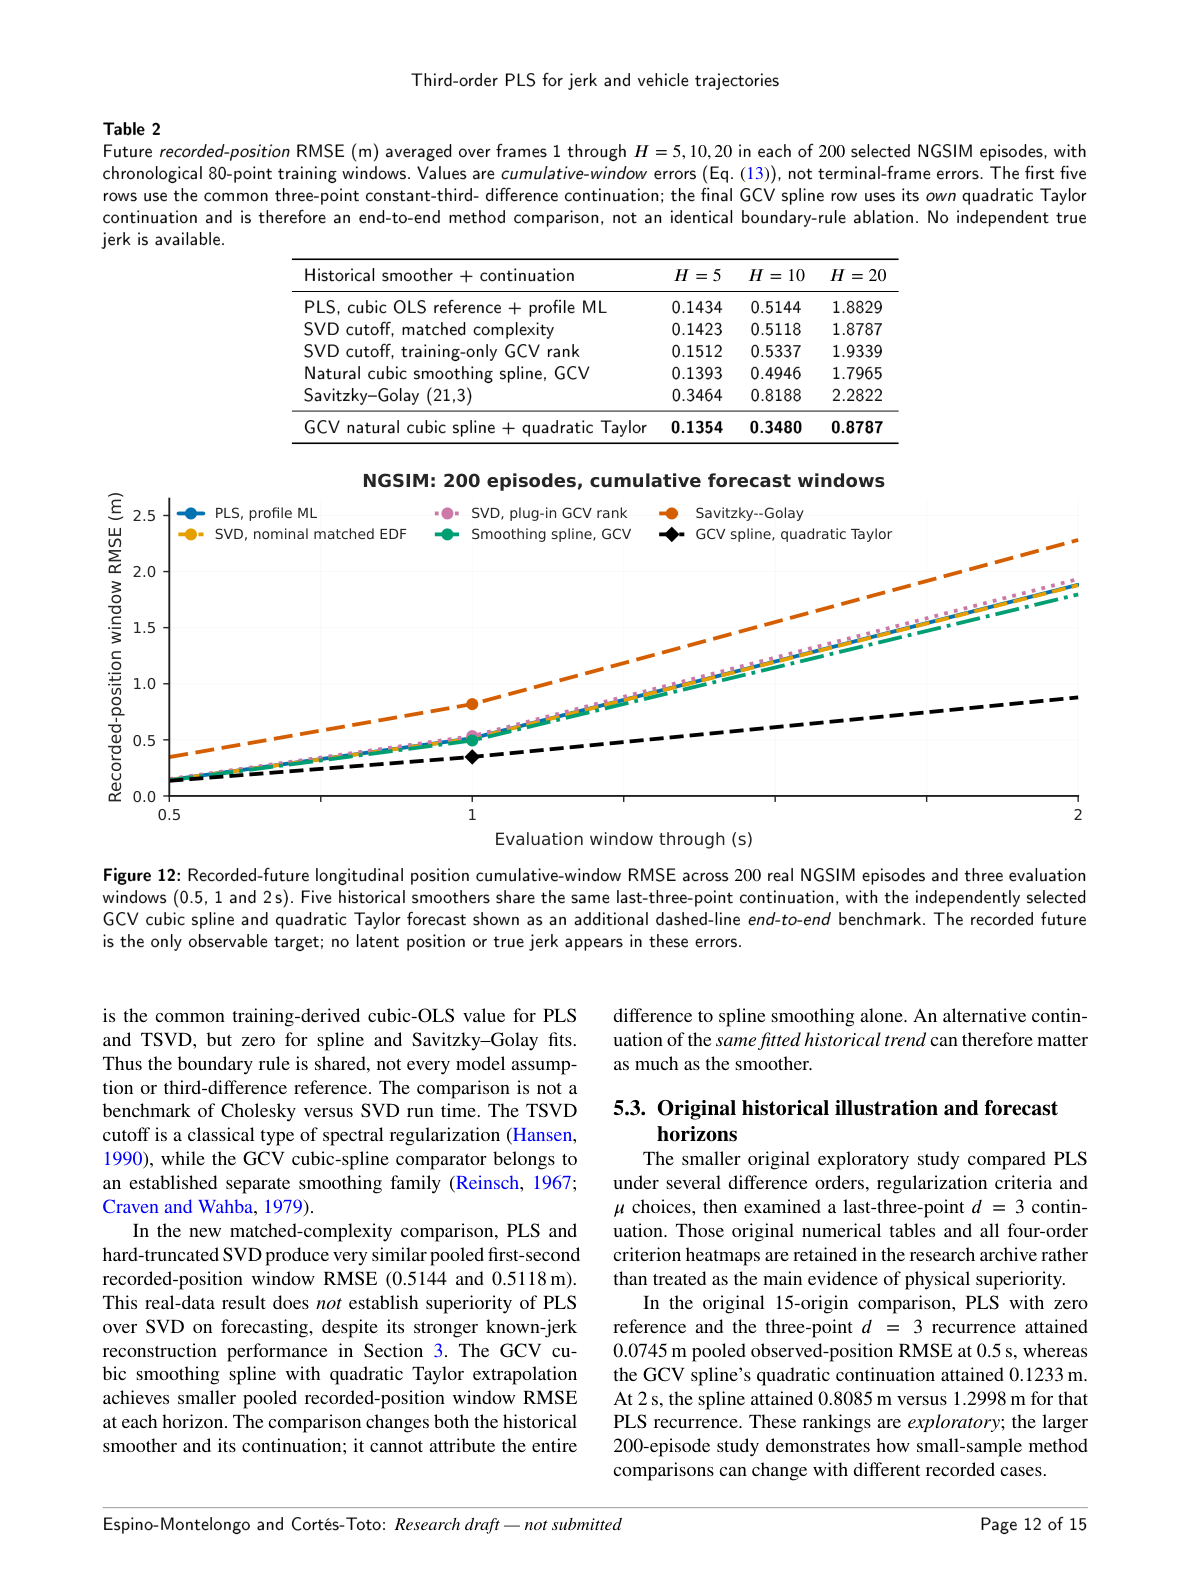 Third-order PLS for jerk and vehicle trajectories
Table 2
Future recorded-position RMSE (m) averaged over frames 1 through H = 5, 10, 20 in each of 200 selected NGSIM episodes, with
chronological 80-point training windows. Values are cumulative-window errors (Eq. (13)), not terminal-frame errors. The first five
rows use the common three-point constant-third- difference continuation; the final GCV spline row uses its own quadratic Taylor
continuation and is therefore an end-to-end method comparison, not an identical boundary-rule ablation. No independent true
jerk is available.
Historical smoother + continuation H = 5 H = 10 H = 20
PLS, cubic OLS reference + profile ML 0.1434 0.5144 1.8829
SVD cutoff, matched complexity 0.1423 0.5118 1.8787
SVD cutoff, training-only GCV rank 0.1512 0.5337 1.9339
Natural cubic smoothing spline, GCV 0.1393 0.4946 1.7965
Savitzky–Golay (21,3) 0.3464 0.8188 2.2822
GCV natural cubic spline + quadratic Taylor 0.1354 0.3480 0.8787
NGSIM: 200 episodes, cumulative forecast windows
Recorded-position window RMSE (m)
2.5
2.0
1.5
1.0
0.5
0.0
PLS, profile ML
SVD, nominal matched EDF
SVD, plug-in GCV rank
Smoothing spline, GCV
Savitzky--Golay
GCV spline, quadratic Taylor
0.5 1 2
Evaluation window through (s)
Figure 12: Recorded-future longitudinal position cumulative-window RMSE across 200 real NGSIM episodes and three evaluation
windows (0.5, 1 and 2 s). Five historical smoothers share the same last-three-point continuation, with the independently selected
GCV cubic spline and quadratic Taylor forecast shown as an additional dashed-line end-to-end benchmark. The recorded future
is the only observable target; no latent position or true jerk appears in these errors.
is the common training-derived cubic-OLS value for PLS
and TSVD, but zero for spline and Savitzky–Golay fits.
Thus the boundary rule is shared, not every model assump-
tion or third-difference reference. The comparison is not a
benchmark of Cholesky versus SVD run time. The TSVD
cutoff is a classical type of spectral regularization (Hansen,
1990), while the GCV cubic-spline comparator belongs to
an established separate smoothing family (Reinsch, 1967;
Craven and Wahba, 1979).
In the new matched-complexity comparison, PLS and
hard-truncated SVD produce very similar pooled first-second
recorded-position window RMSE (0.5144 and 0.5118 m).
This real-data result does not establish superiority of PLS
over SVD on forecasting, despite its stronger known-jerk
reconstruction performance in Section 3. The GCV cu-
bic smoothing spline with quadratic Taylor extrapolation
achieves smaller pooled recorded-position window RMSE
at each horizon. The comparison changes both the historical
smoother and its continuation; it cannot attribute the entire
difference to spline smoothing alone. An alternative contin-
uation of the same fitted historical trend can therefore matter
as much as the smoother.
5.3. Original historical illustration and forecast
horizons
The smaller original exploratory study compared PLS
under several difference orders, regularization criteria and
μ choices, then examined a last-three-point d = 3 contin-
uation. Those original numerical tables and all four-order
criterion heatmaps are retained in the research archive rather
than treated as the main evidence of physical superiority.
In the original 15-origin comparison, PLS with zero
reference and the three-point d = 3 recurrence attained
0.0745 m pooled observed-position RMSE at 0.5 s, whereas
the GCV spline's quadratic continuation attained 0.1233 m.
At 2 s, the spline attained 0.8085 m versus 1.2998 m for that
PLS recurrence. These rankings are exploratory; the larger
200-episode study demonstrates how small-sample method
comparisons can change with different recorded cases.
Espino-Montelongo and Cortés-Toto: Research draft — not submitted
Page 12 of 15